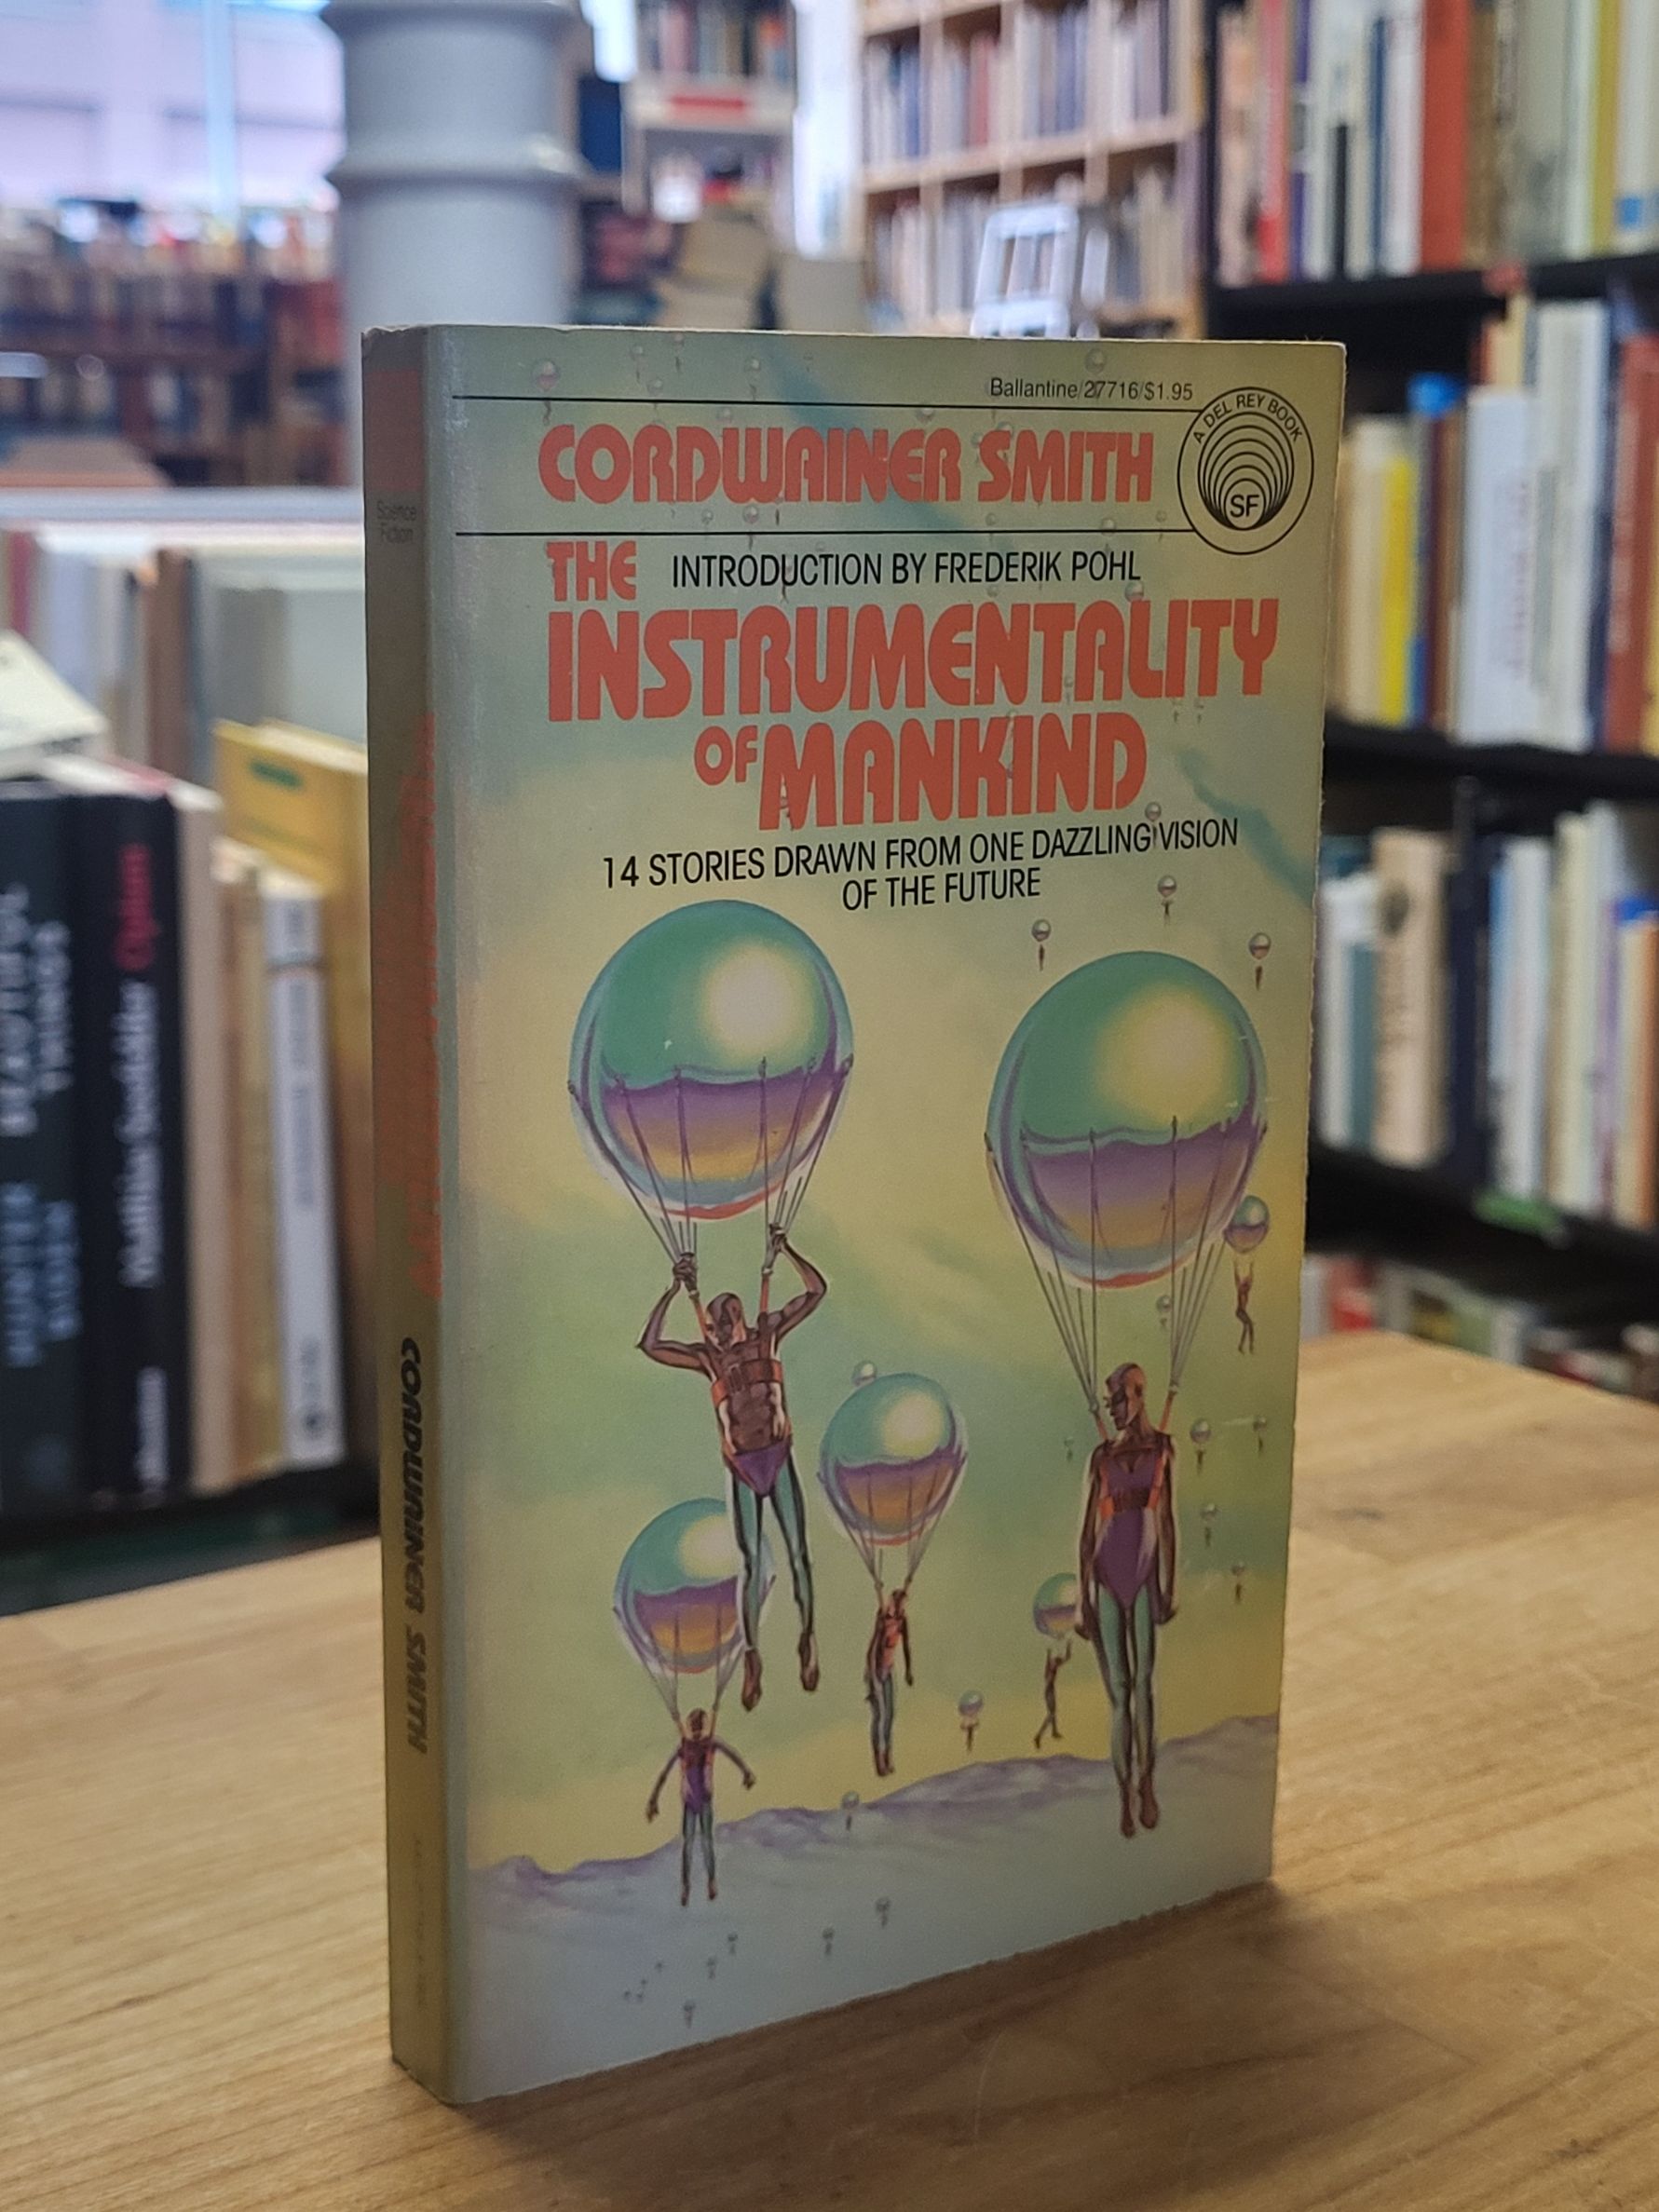 Ballantine/27716/$1.95
A DEL REY BOOK
SF
CORDWAINER SMITH
THE
INTRODUCTION BY FREDERIK POHL
INSTRUMENTALITY
OF MANKIND
14 STORIES DRAWN FROM ONE DAZZLING VISION
OF THE FUTURE
Science
Fiction
CORDWAINER SMITH